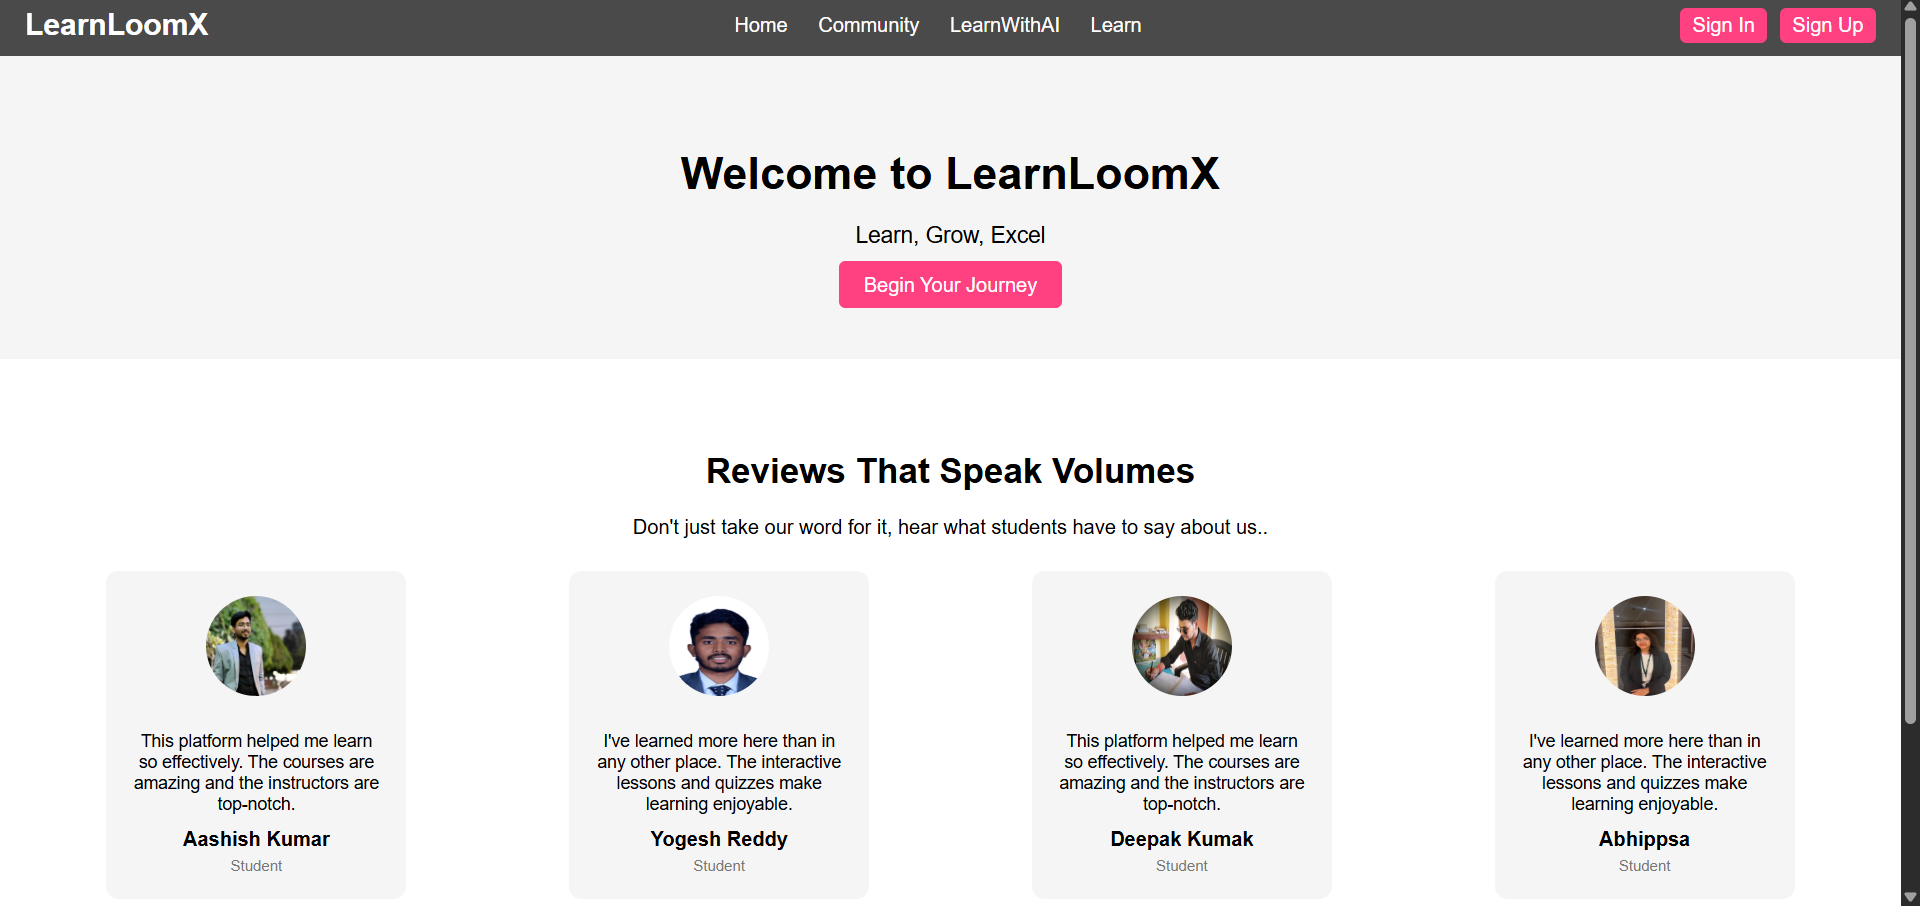 LearnLoomX
Home Community LearnWithAI Learn
Sign In Sign Up
Welcome to LearnLoomX
Learn, Grow, Excel
Begin Your Journey
Reviews That Speak Volumes
Don't just take our word for it, hear what students have to say about us..
This platform helped me learn
so effectively. The courses are
amazing and the instructors are
top-notch.
Aashish Kumar
Student
I've learned more here than in
any other place. The interactive
lessons and quizzes make
learning enjoyable.
Yogesh Reddy
Student
This platform helped me learn
so effectively. The courses are
amazing and the instructors are
top-notch.
Deepak Kumak
Student
I've learned more here than in
any other place. The interactive
lessons and quizzes make
learning enjoyable.
Abhippsa
Student